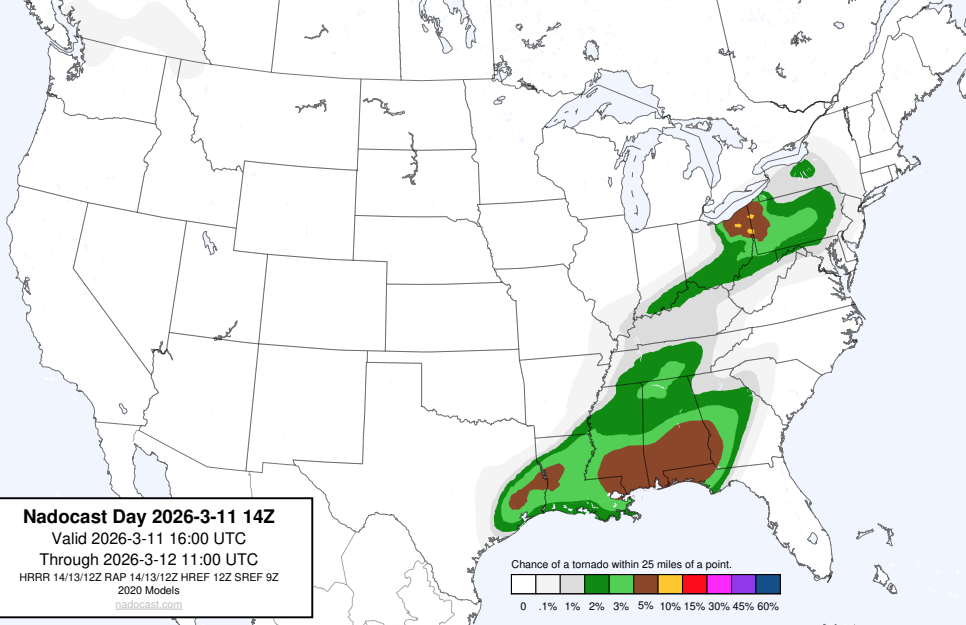 Nadocast Day 2026-3-11 14Z
Valid 2026-3-11 16:00 UTC
Through 2026-3-12 11:00 UTC
HRRR 14/13/12Z RAP 14/13/12Z HREF 12Z SREF 9Z
2020 Models
nadocast.com
Chance of a tornado within 25 miles of a point.
0 .1% 1% 2% 3% 5% 10% 15% 30% 45% 60%